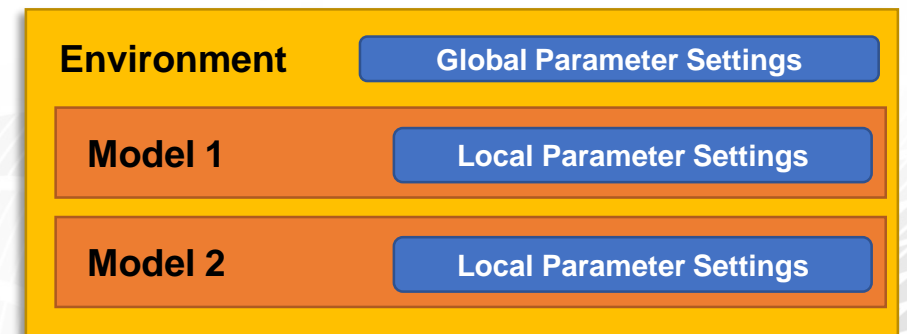 Environment Global Parameter Settings
Model 1 Local Parameter Settings
Model 2 Local Parameter Settings